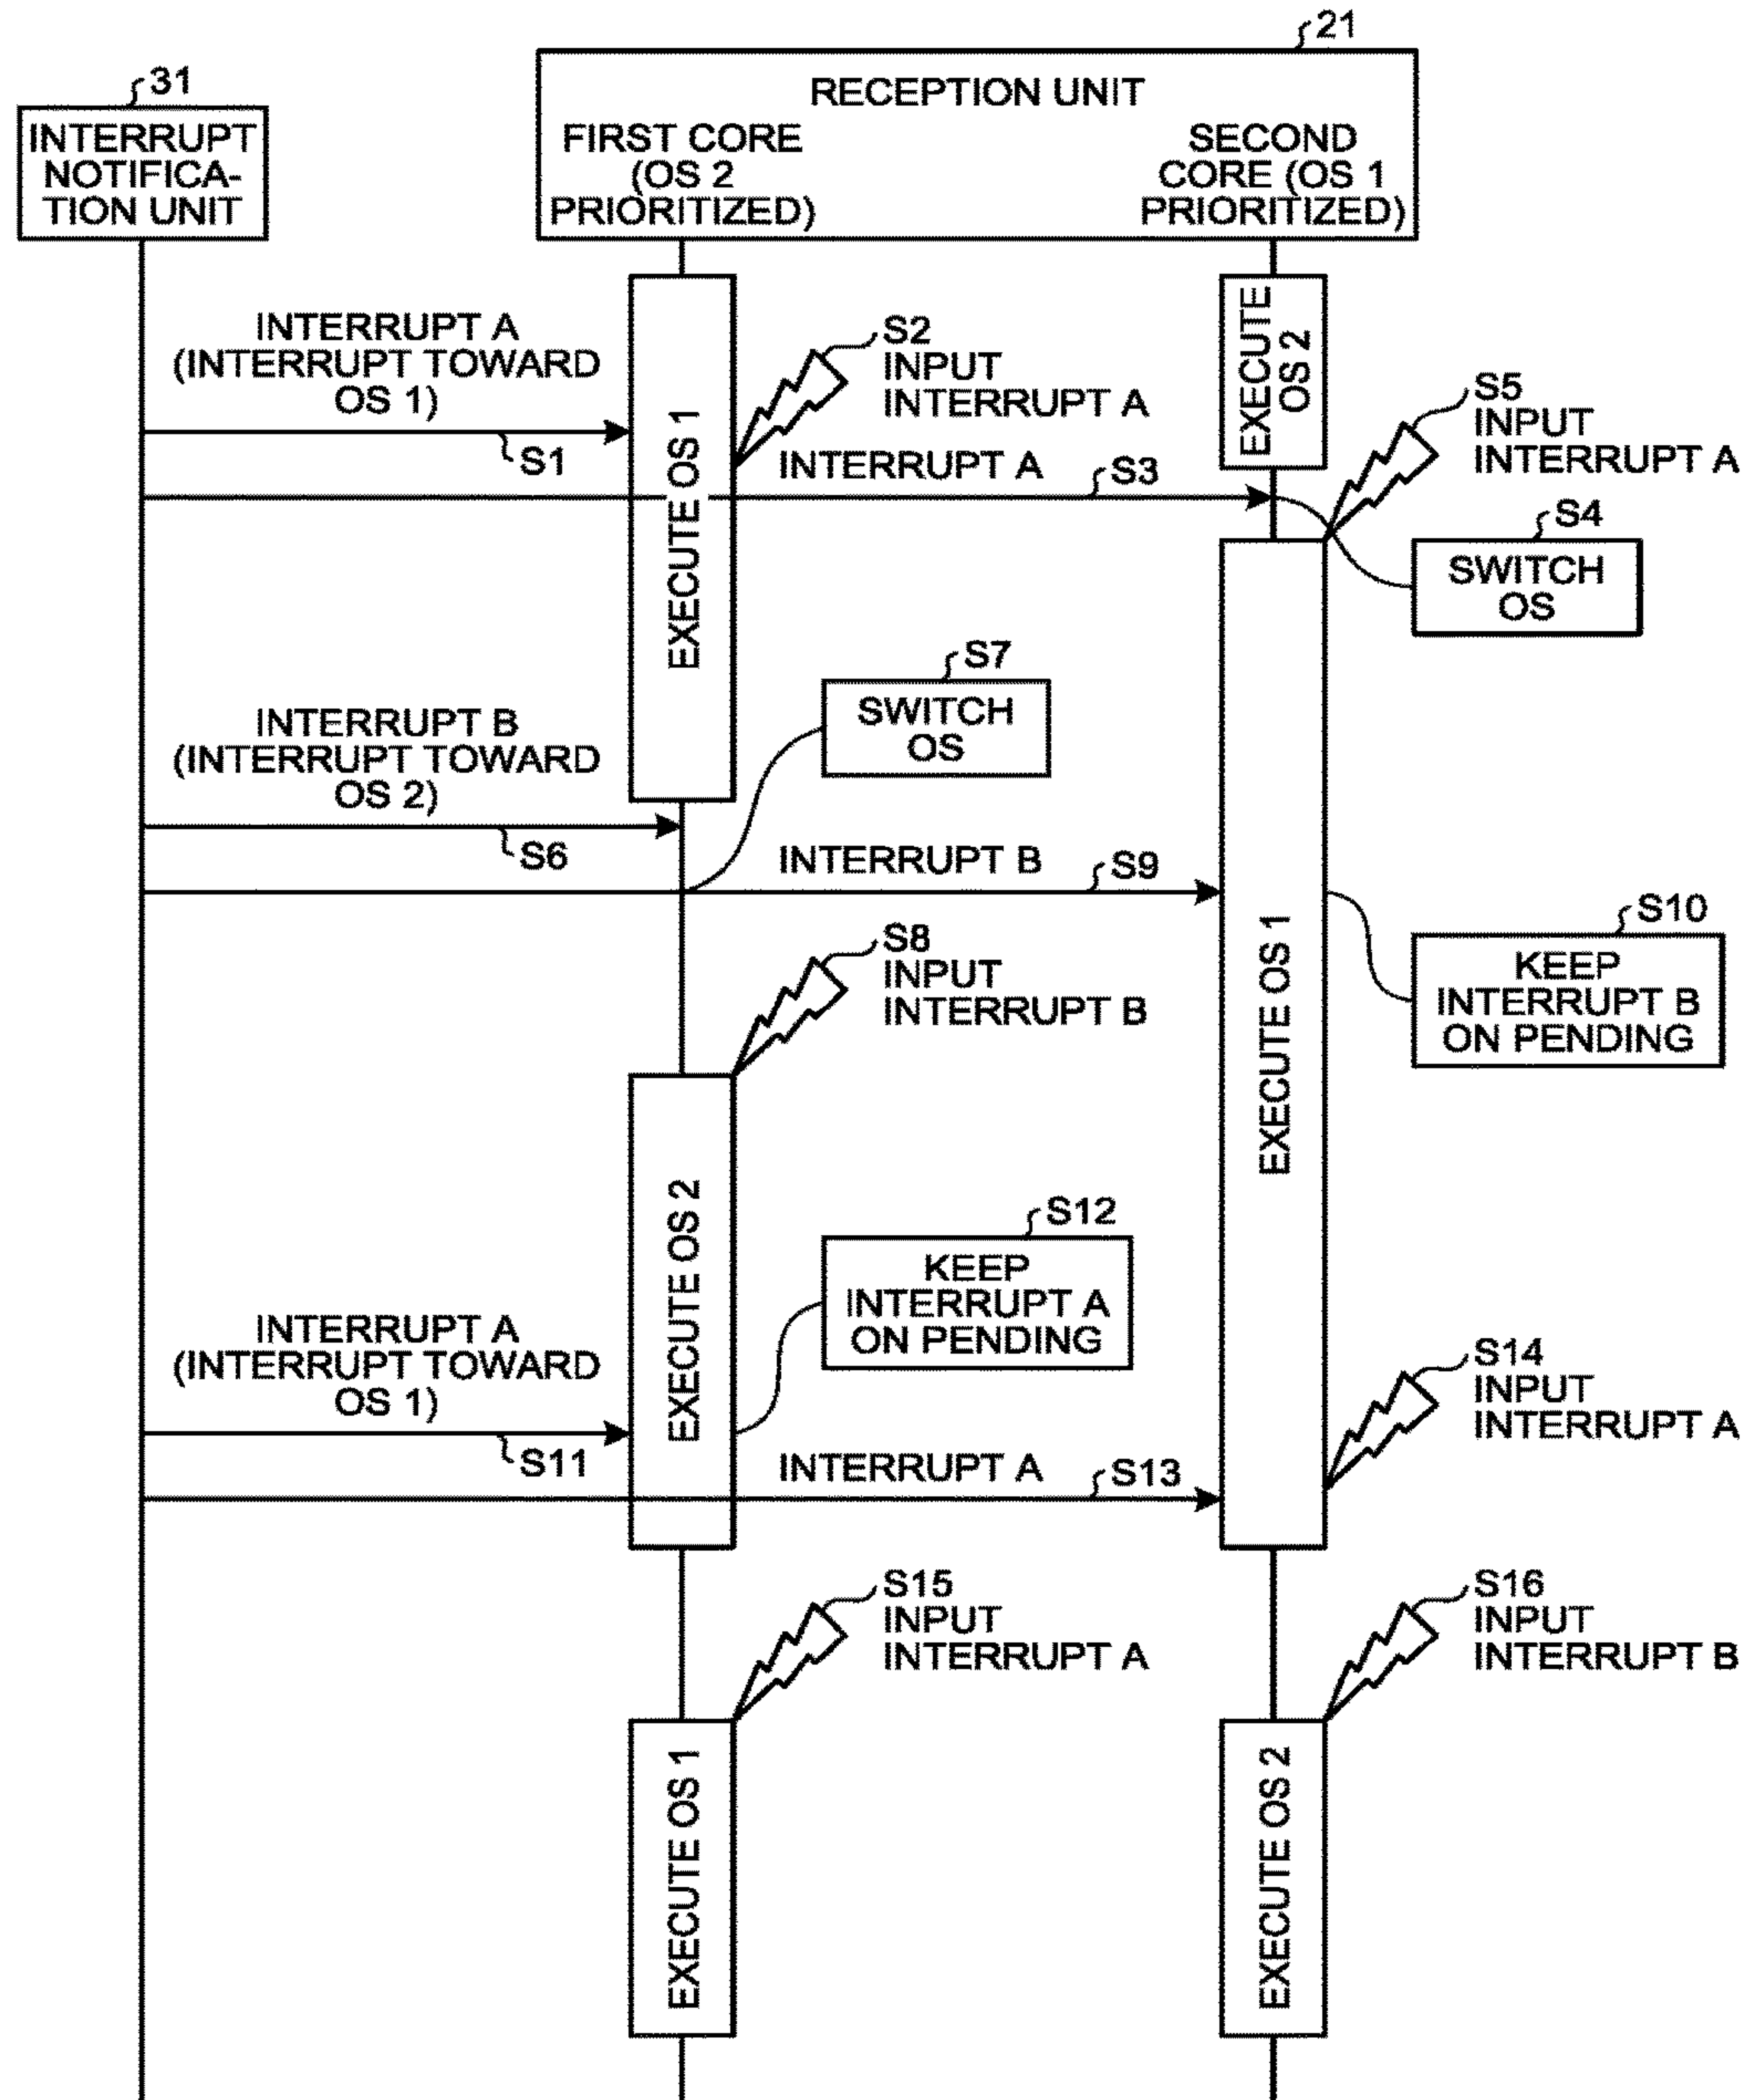 21
31
RECEPTION UNIT
INTERRUPT
NOTIFICA-
TION UNIT
FIRST CORE
(OS 2
PRIORITIZED)
SECOND
CORE (OS 1
PRIORITIZED)
INTERRUPT A
(INTERRUPT TOWARD
OS 1)
S1
EXECUTE OS 1
S2
INPUT
INTERRUPT A
EXECUTE
OS 2
INTERRUPT A
S3
S5
INPUT
INTERRUPT A
S4
SWITCH
OS
S7
SWITCH
OS
INTERRUPT B
(INTERRUPT TOWARD
OS 2)
S6
INTERRUPT B
S9
EXECUTE OS 1
S10
KEEP
INTERRUPT B
ON PENDING
S8
INPUT
INTERRUPT B
EXECUTE OS 2
S12
KEEP
INTERRUPT A
ON PENDING
INTERRUPT A
(INTERRUPT TOWARD
OS 1)
S11
INTERRUPT A
S13
S14
INPUT
INTERRUPT A
S15
INPUT
INTERRUPT A
S16
INPUT
INTERRUPT B
EXECUTE OS 1
EXECUTE OS 2